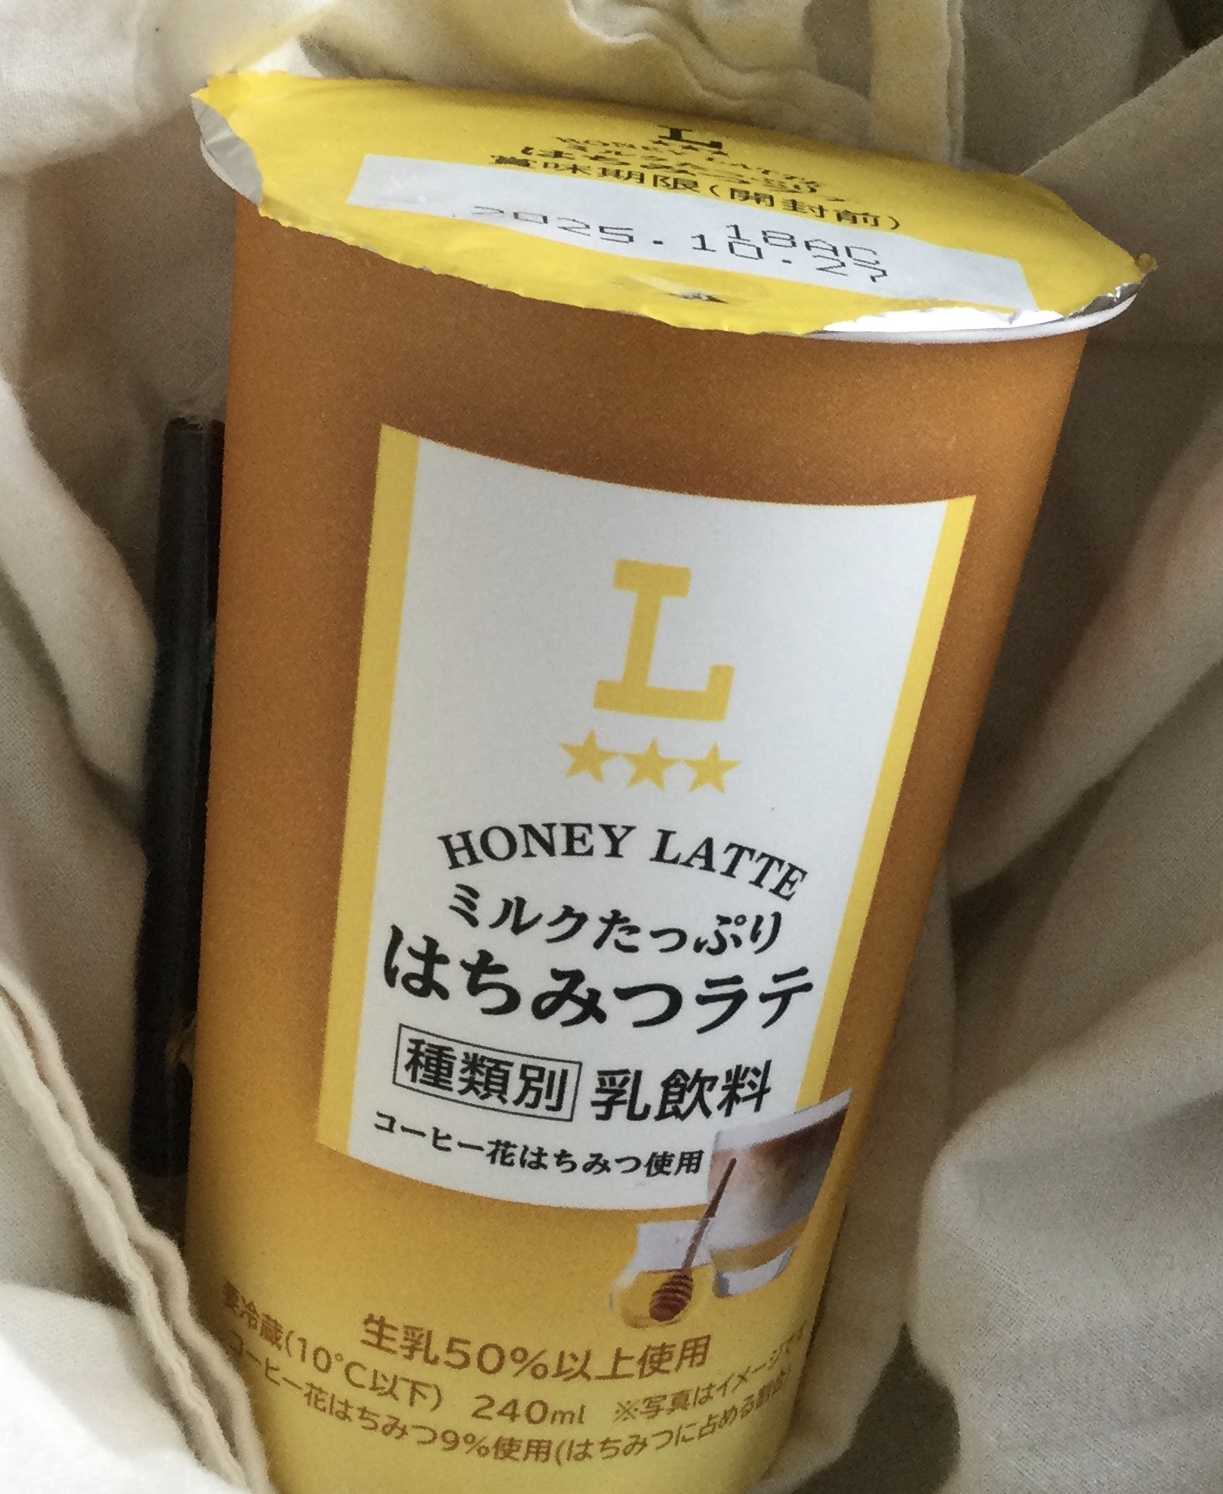 L
HONEY LATTE
賞味期限(開封前)
18AC
2025.10.27
L
HONEY LATTE
ミルクたっぷり
はちみつラテ
種類別 乳飲料
コーヒー花はちみつ使用
生乳50%以上使用
要冷蔵(10℃以下) 240ml ※写真はイメージです
コーヒー花はちみつ9%使用(はちみつに占める割合